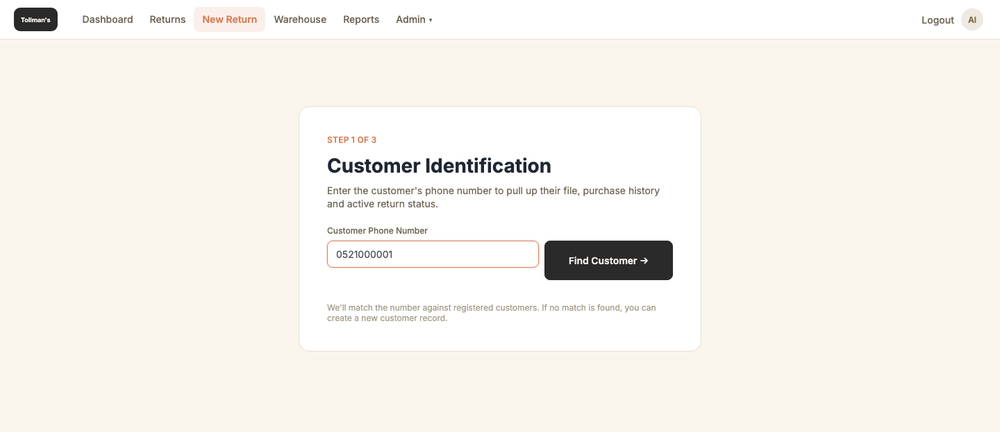 Tollman's
Dashboard
Returns
New Return
Warehouse
Reports
Admin ▾
Logout
AI
STEP 1 OF 3
Customer Identification
Enter the customer's phone number to pull up their file, purchase history
and active return status.
Customer Phone Number
0521000001
Find Customer →
We'll match the number against registered customers. If no match is found, you can
create a new customer record.